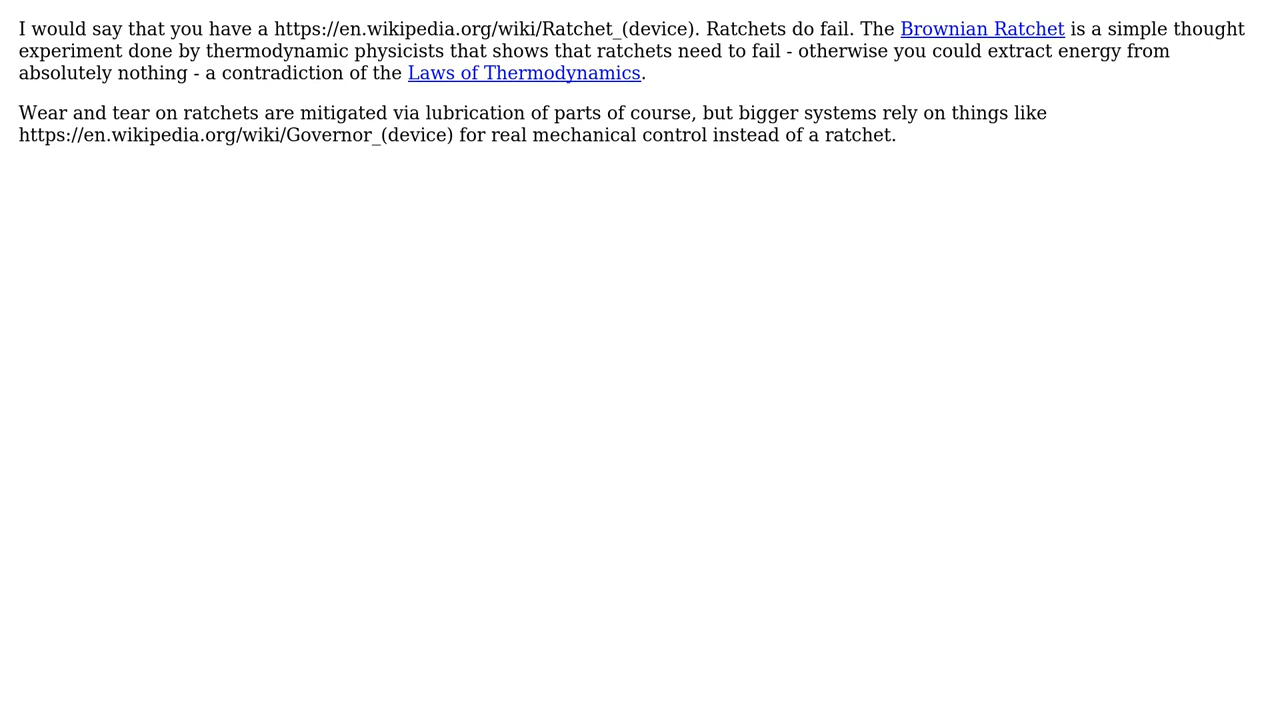 I would say that you have a https://en.wikipedia.org/wiki/Ratchet_(device). Ratchets do fail. The Brownian Ratchet is a simple thought
experiment done by thermodynamic physicists that shows that ratchets need to fail - otherwise you could extract energy from
absolutely nothing - a contradiction of the Laws of Thermodynamics.
Wear and tear on ratchets are mitigated via lubrication of parts of course, but bigger systems rely on things like
https://en.wikipedia.org/wiki/Governor_(device) for real mechanical control instead of a ratchet.